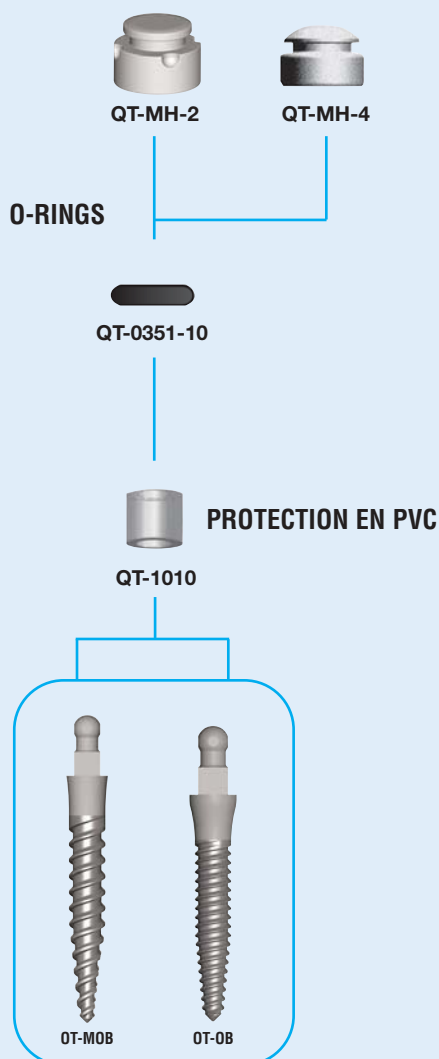 QT-MH-2
QT-MH-4
O-RINGS
QT-0351-10
PROTECTION EN PVC
QT-1010
OT-MOB
OT-OB